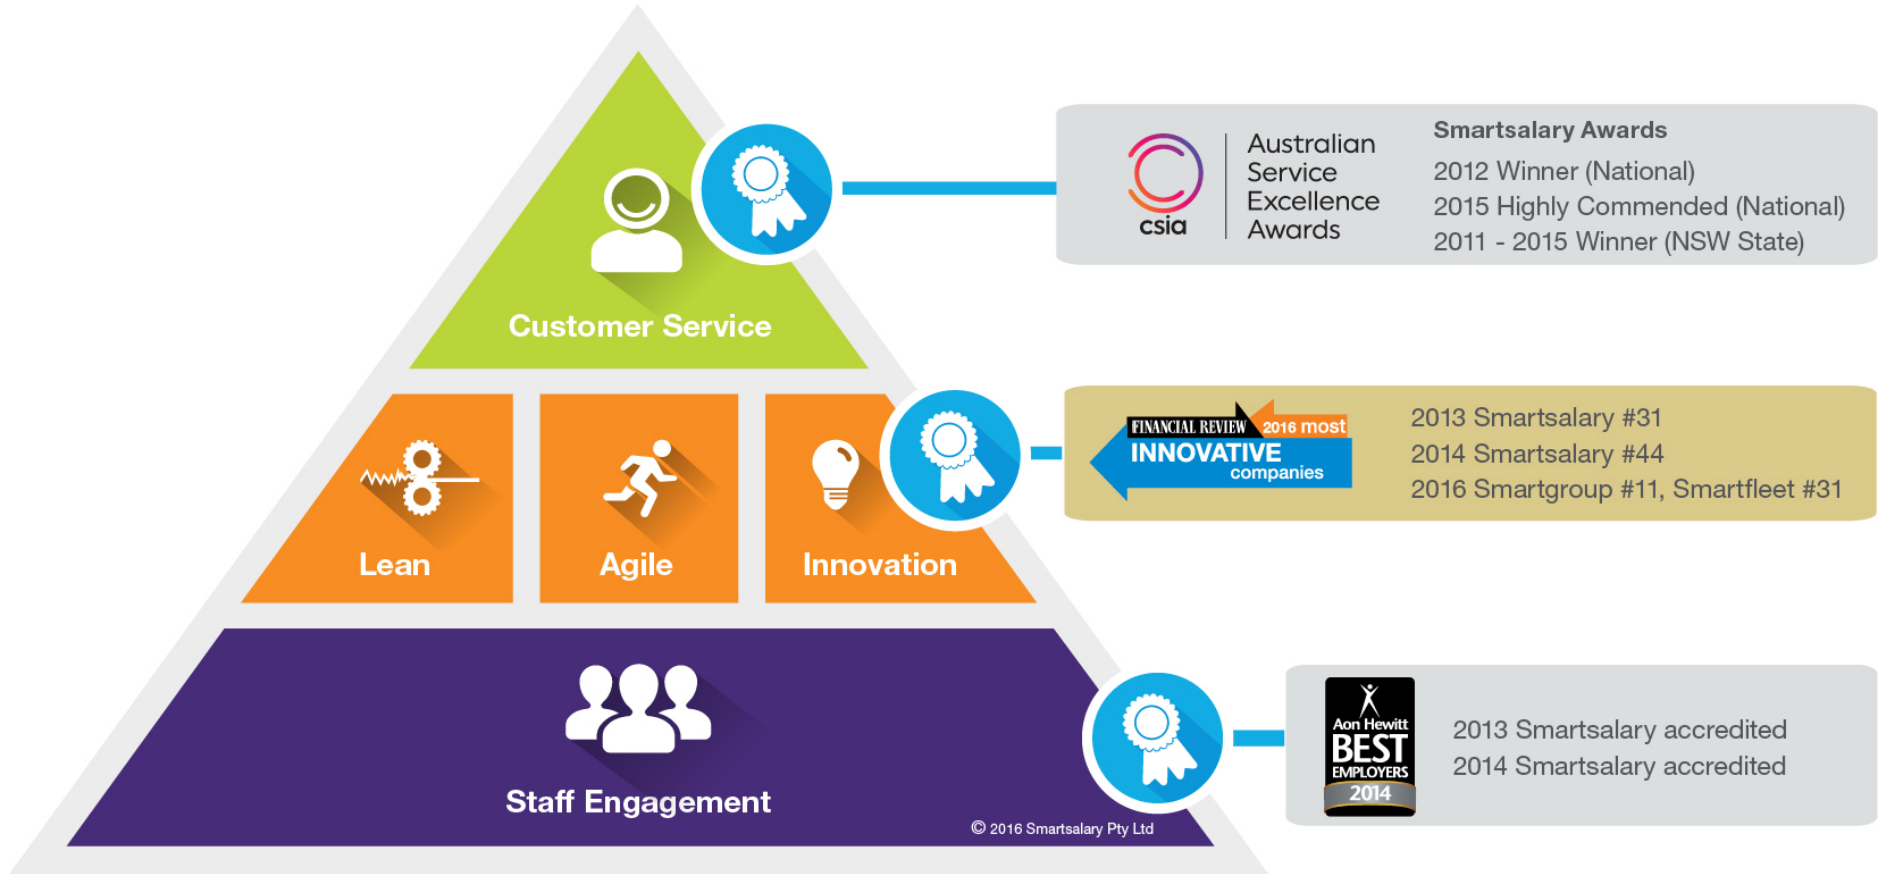 Customer Service
csia
Australian
Service
Excellence
Awards
Smartsalary Awards
2012 Winner (National)
2015 Highly Commended (National)
2011 - 2015 Winner (NSW State)
Lean
Agile
Innovation
FINANCIAL REVIEW 2016 most
INNOVATIVE
companies
2013 Smartsalary #31
2014 Smartsalary #44
2016 Smartgroup #11, Smartfleet #31
Staff Engagement
© 2016 Smartsalary Pty Ltd
Aon Hewitt
BEST
EMPLOYERS
2014
2013 Smartsalary accredited
2014 Smartsalary accredited